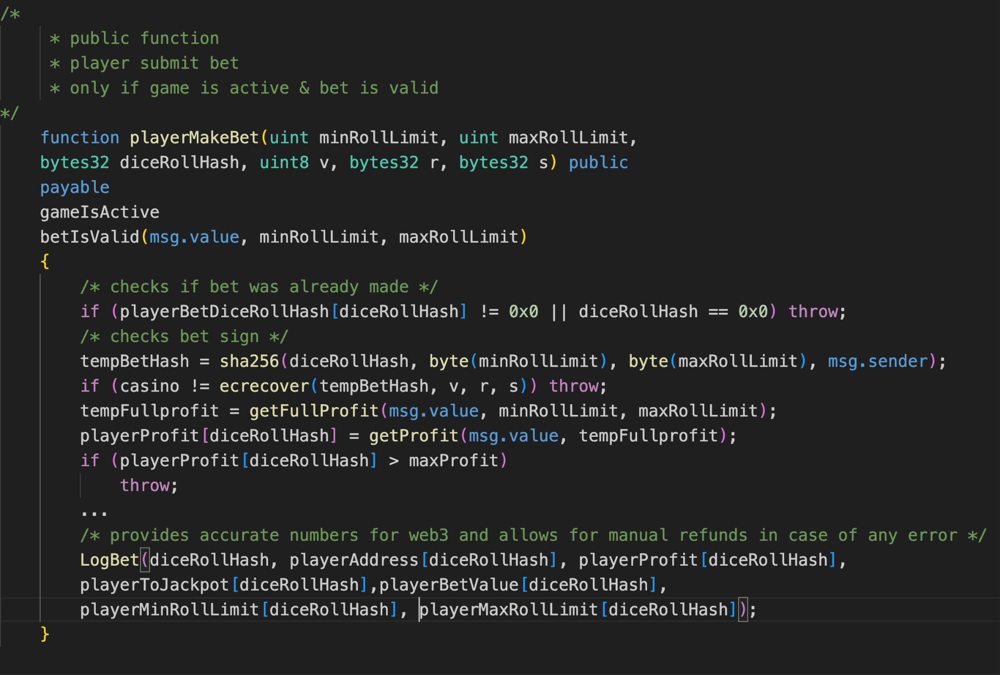 /*
* public function
* player submit bet
* only if game is active & bet is valid
*/
function playerMakeBet(uint minRollLimit, uint maxRollLimit,
bytes32 diceRollHash, uint8 v, bytes32 r, bytes32 s) public
payable
gameIsActive
betIsValid(msg.value, minRollLimit, maxRollLimit)
{
/* checks if bet was already made */
if (playerBetDiceRollHash[diceRollHash] != 0x0 || diceRollHash == 0x0) throw;
/* checks bet sign */
tempBetHash = sha256(diceRollHash, byte(minRollLimit), byte(maxRollLimit), msg.sender);
if (casino != ecrecover(tempBetHash, v, r, s)) throw;
tempFullprofit = getFullProfit(msg.value, minRollLimit, maxRollLimit);
playerProfit[diceRollHash] = getProfit(msg.value, tempFullprofit);
if (playerProfit[diceRollHash] > maxProfit)
throw;
...
/* provides accurate numbers for web3 and allows for manual refunds in case of any error */
LogBet(diceRollHash, playerAddress[diceRollHash], playerProfit[diceRollHash],
playerToJackpot[diceRollHash],playerBetValue[diceRollHash],
playerMinRollLimit[diceRollHash], playerMaxRollLimit[diceRollHash]);
}